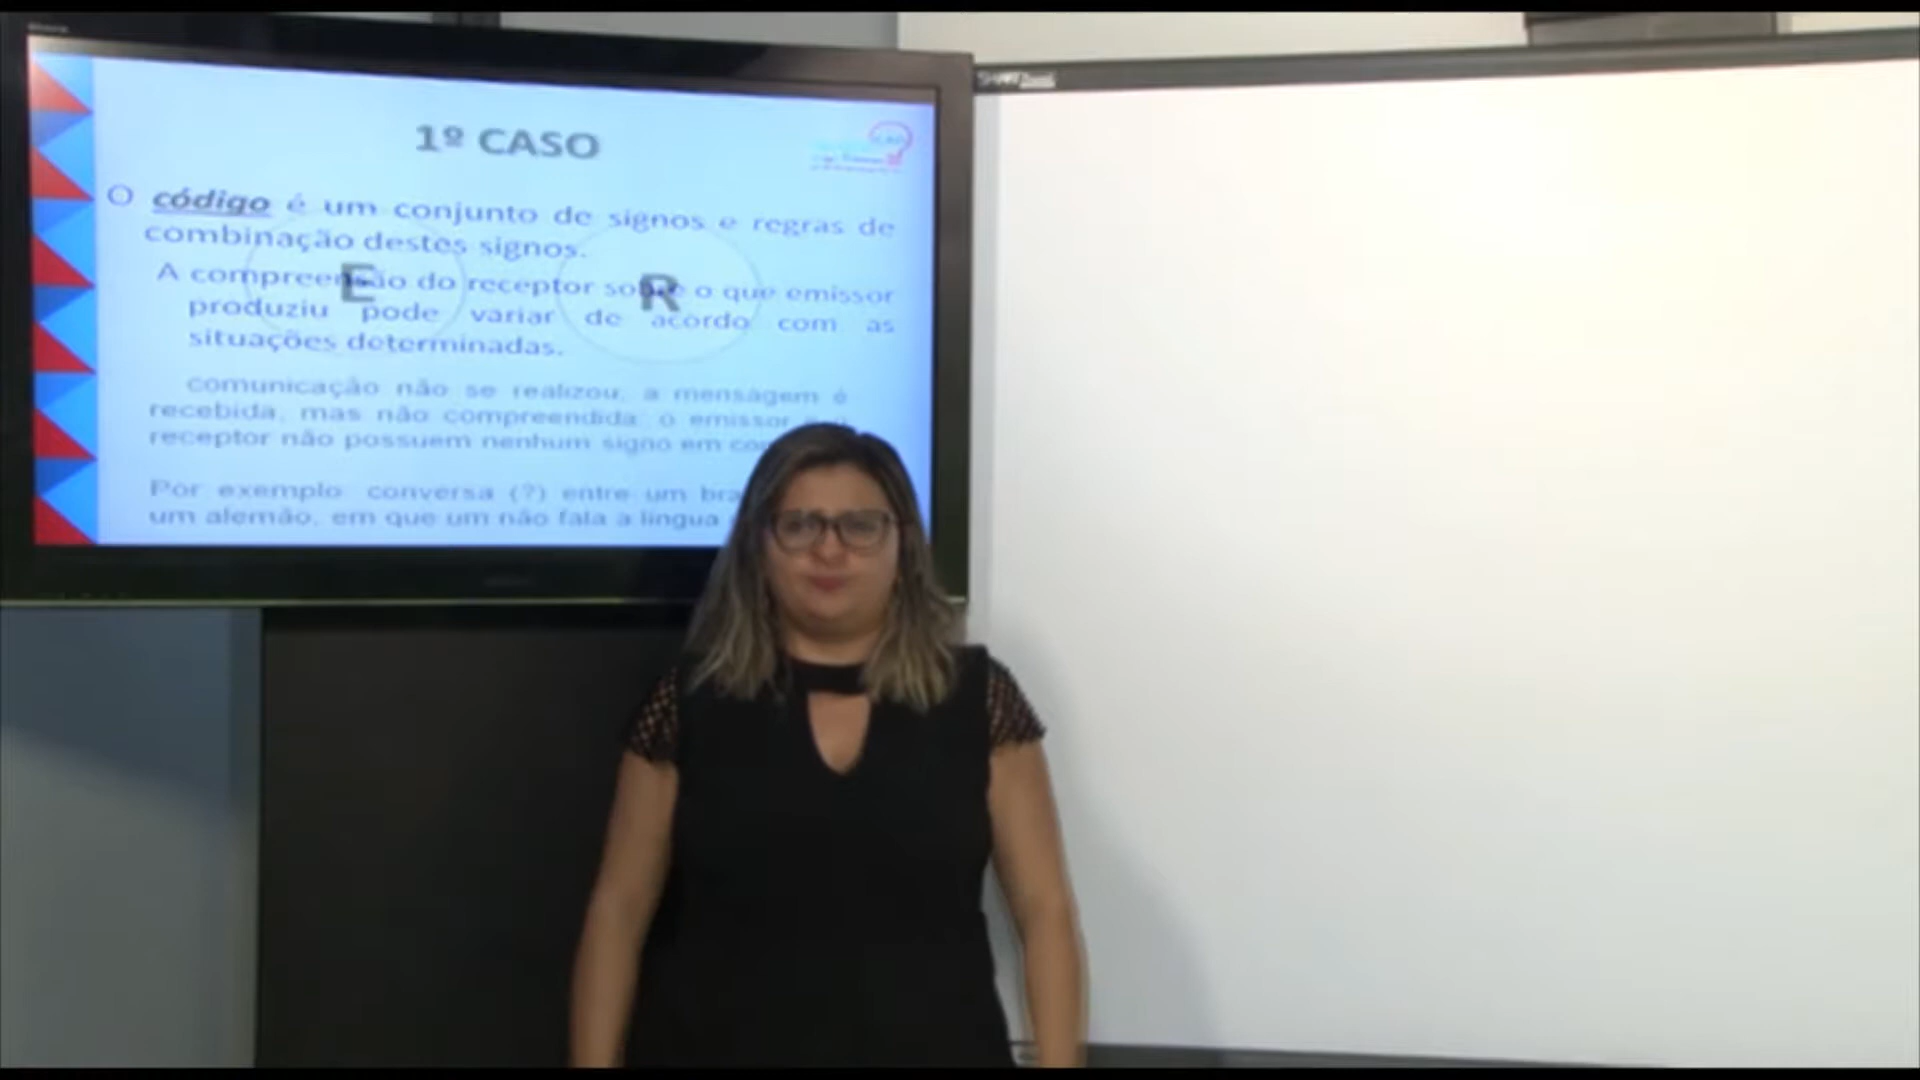 1º CASO
O código é um conjunto de signos e regras de
combinação destes signos.
E
R
A compreensão do receptor sobre o que emissor
produziu pode variar de acordo com as
situações determinadas.
comunicação não se realizou, a mensagem é
recebida, mas não compreendida: o emissor
receptor não possuem nenhum signo em
Por exemplo: conversa (?) entre um
um alemão, em que um não fala a língua